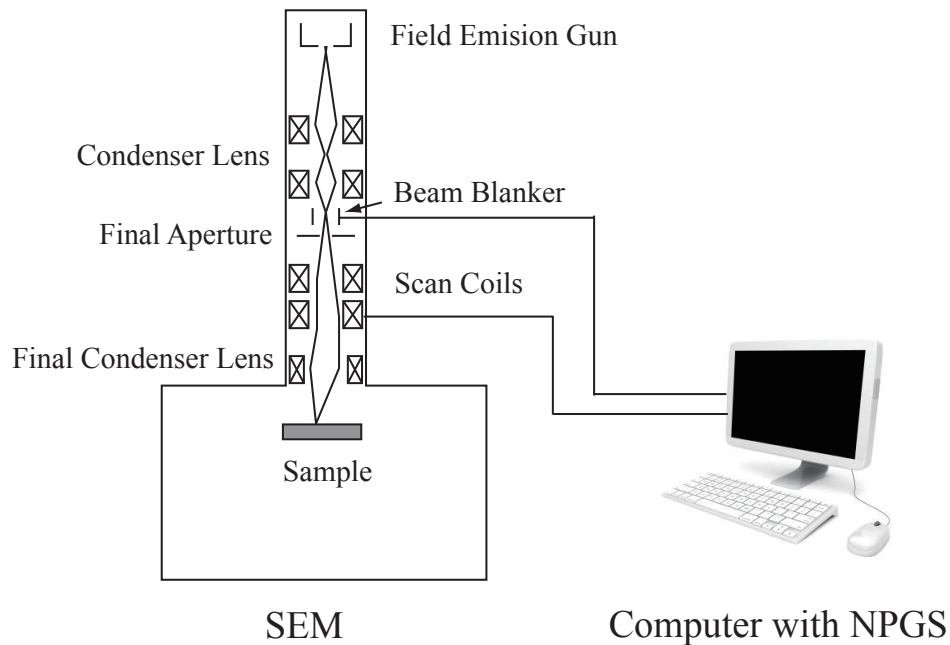 Field Emision Gun
Condenser Lens
Beam Blanker
Final Aperture
Scan Coils
Final Condenser Lens
Sample
SEM
Computer with NPGS